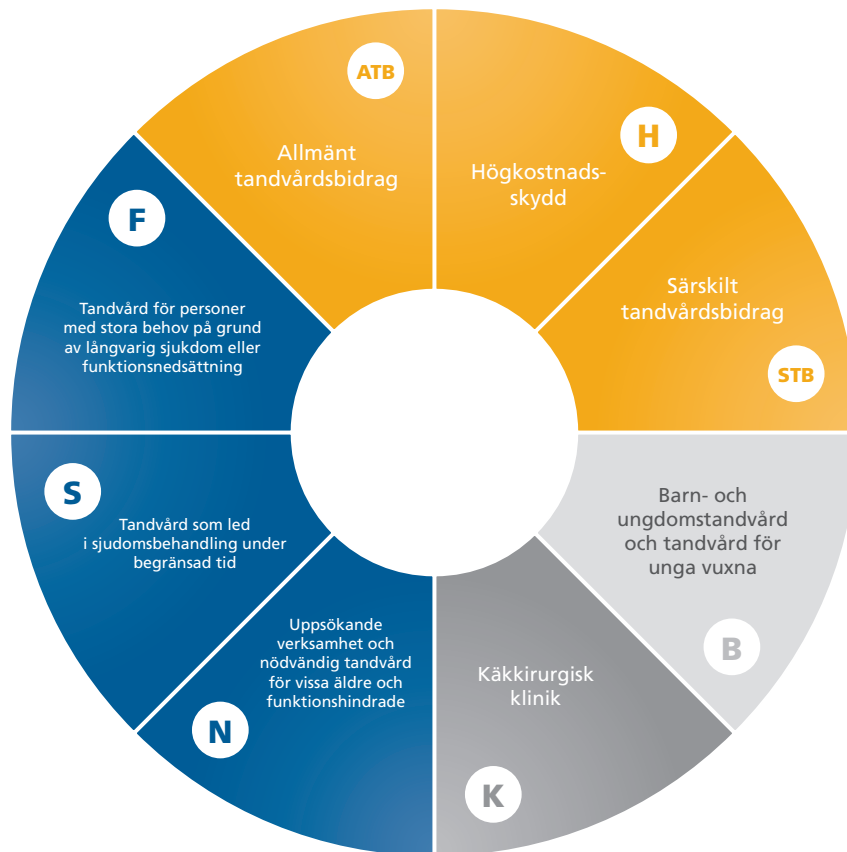 ATB
Allmänt
tandvårdsbidrag
H
Högkostnads-
skydd
Särskilt
tandvårdsbidrag
STB
Barn- och
ungdomstandvård
och tandvård för
unga vuxna
B
Käkkirurgisk
klinik
K
Uppsökande
verksamhet och
nödvändig tandvård
för vissa äldre och
funktionshindrade
N
S
Tandvård som led
i sjudomsbehandling under
begränsad tid
F
Tandvård för personer
med stora behov på grund
av långvarig sjukdom eller
funktionsnedsättning